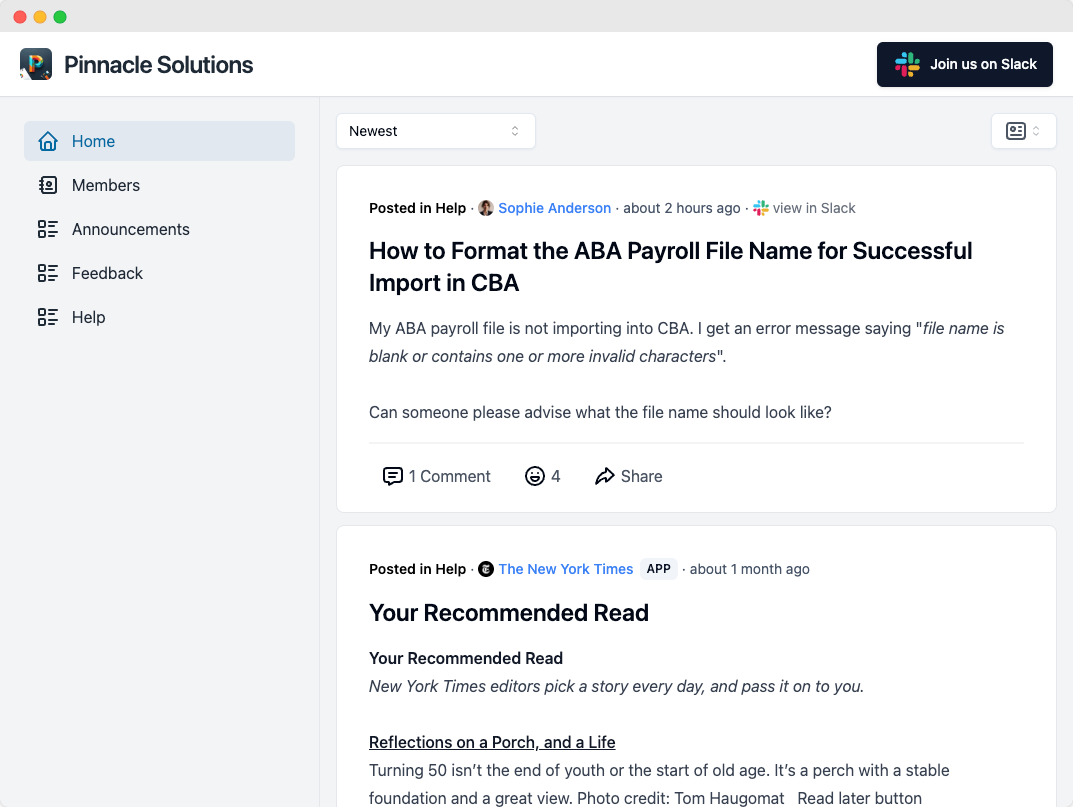 Pinnacle Solutions
Join us on Slack
Home
Members
Announcements
Feedback
Help
Newest
Posted in Help · Sophie Anderson · about 2 hours ago · view in Slack
How to Format the ABA Payroll File Name for Successful
Import in CBA
My ABA payroll file is not importing into CBA. I get an error message saying "file name is
blank or contains one or more invalid characters".
Can someone please advise what the file name should look like?
1 Comment
4
Share
Posted in Help · The New York Times APP · about 1 month ago
Your Recommended Read
Your Recommended Read
New York Times editors pick a story every day, and pass it on to you.
Reflections on a Porch, and a Life
Turning 50 isn’t the end of youth or the start of old age. It’s a perch with a stable
foundation and a great view. Photo credit: Tom Haugomat Read later button